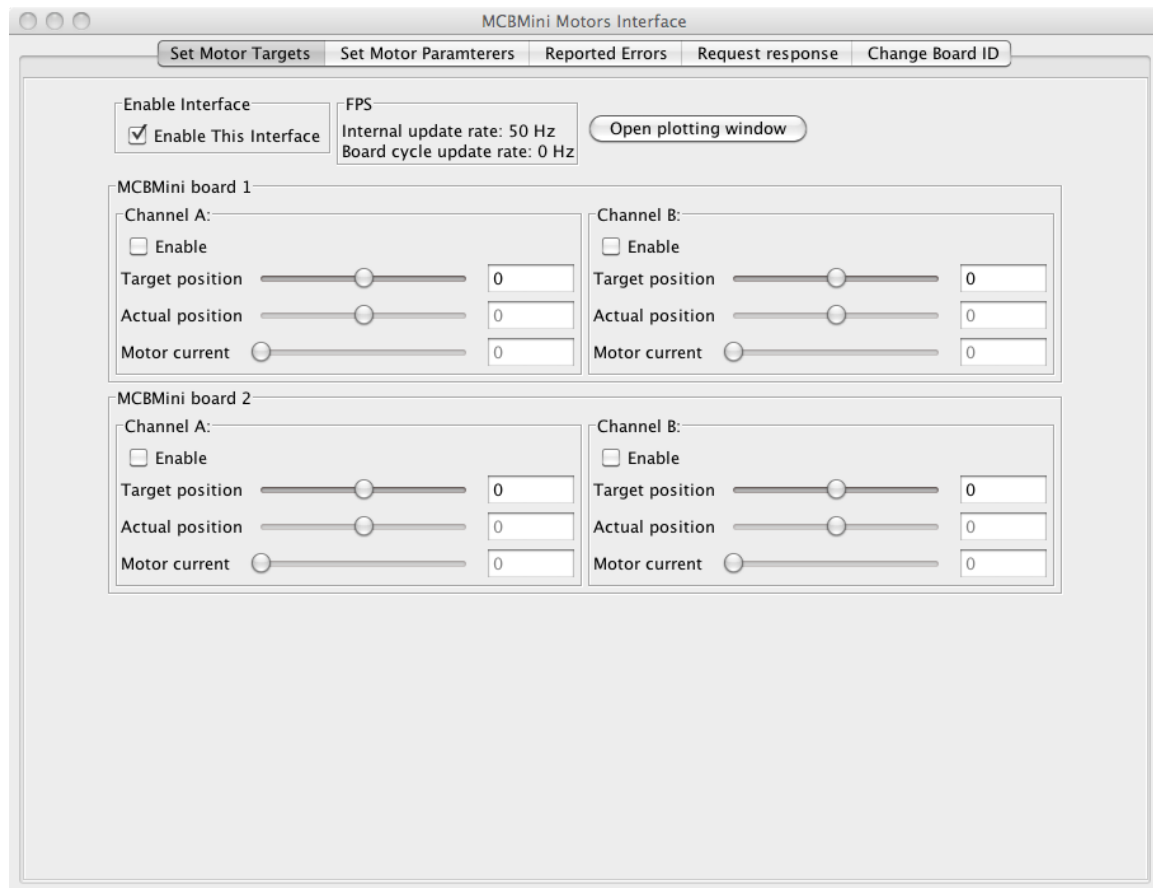 MCBMini Motors Interface
Set Motor Targets Set Motor Paramterers Reported Errors Request response Change Board ID
Enable Interface FPS
Enable This Interface Internal update rate: 50 Hz Open plotting window
Board cycle update rate: 0 Hz
MCBMini board 1
Channel A: Channel B:
Enable Enable
Target position 0 Target position 0
Actual position 0 Actual position 0
Motor current 0 Motor current 0
MCBMini board 2
Channel A: Channel B:
Enable Enable
Target position 0 Target position 0
Actual position 0 Actual position 0
Motor current 0 Motor current 0